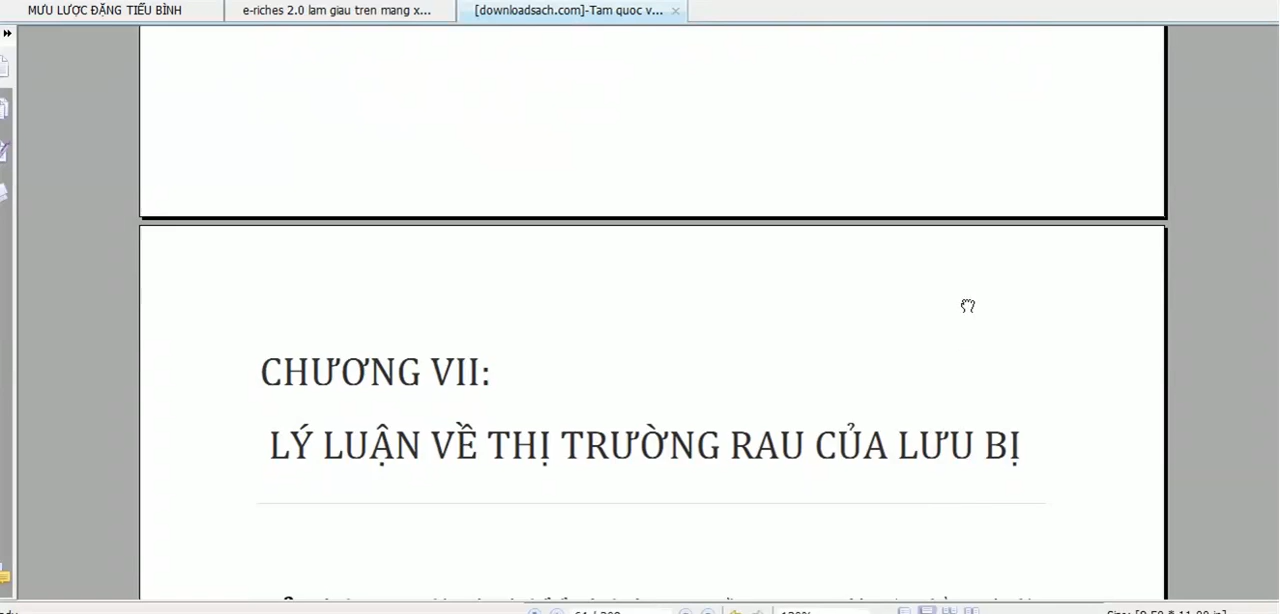 MƯU LƯỢC ĐẶNG TIỂU BÌNH
e-riches 2.0 lam giau tren mang x...
[downloadsach.com]-Tam quoc v...
CHƯƠNG VII:
LÝ LUẬN VỀ THỊ TRƯỜNG RAU CỦA LƯU BỊ